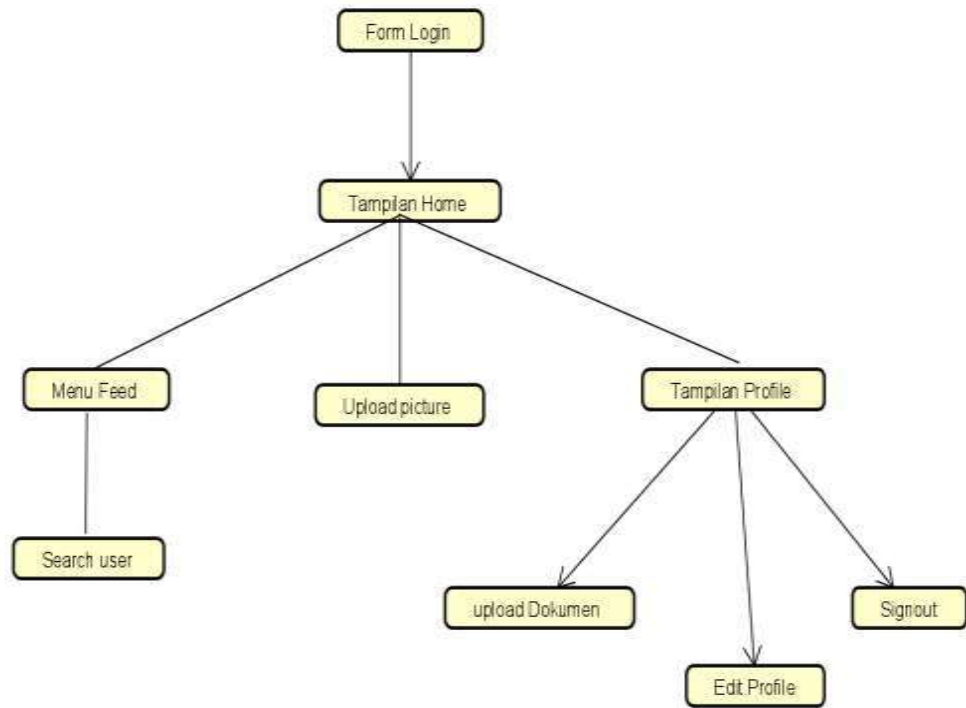 Form Login
Tampilan Home
Menu Feed
Upload picture
Tampilan Profile
Search user
upload Dokumen
Signout
Edit Profile